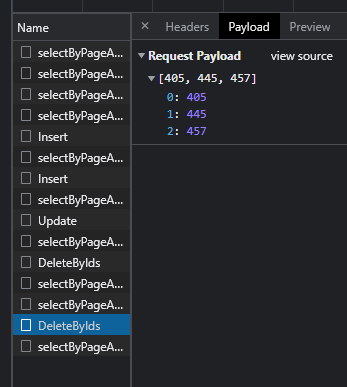 Name
selectByPageA...
selectByPageA...
selectByPageA...
selectByPageA...
Insert
selectByPageA...
Insert
selectByPageA...
Update
selectByPageA...
DeleteByIds
selectByPageA...
selectByPageA...
DeleteByIds
selectByPageA...
× Headers Payload Preview
▼ Request Payload view source
▼ [405, 445, 457]
0: 405
1: 445
2: 457